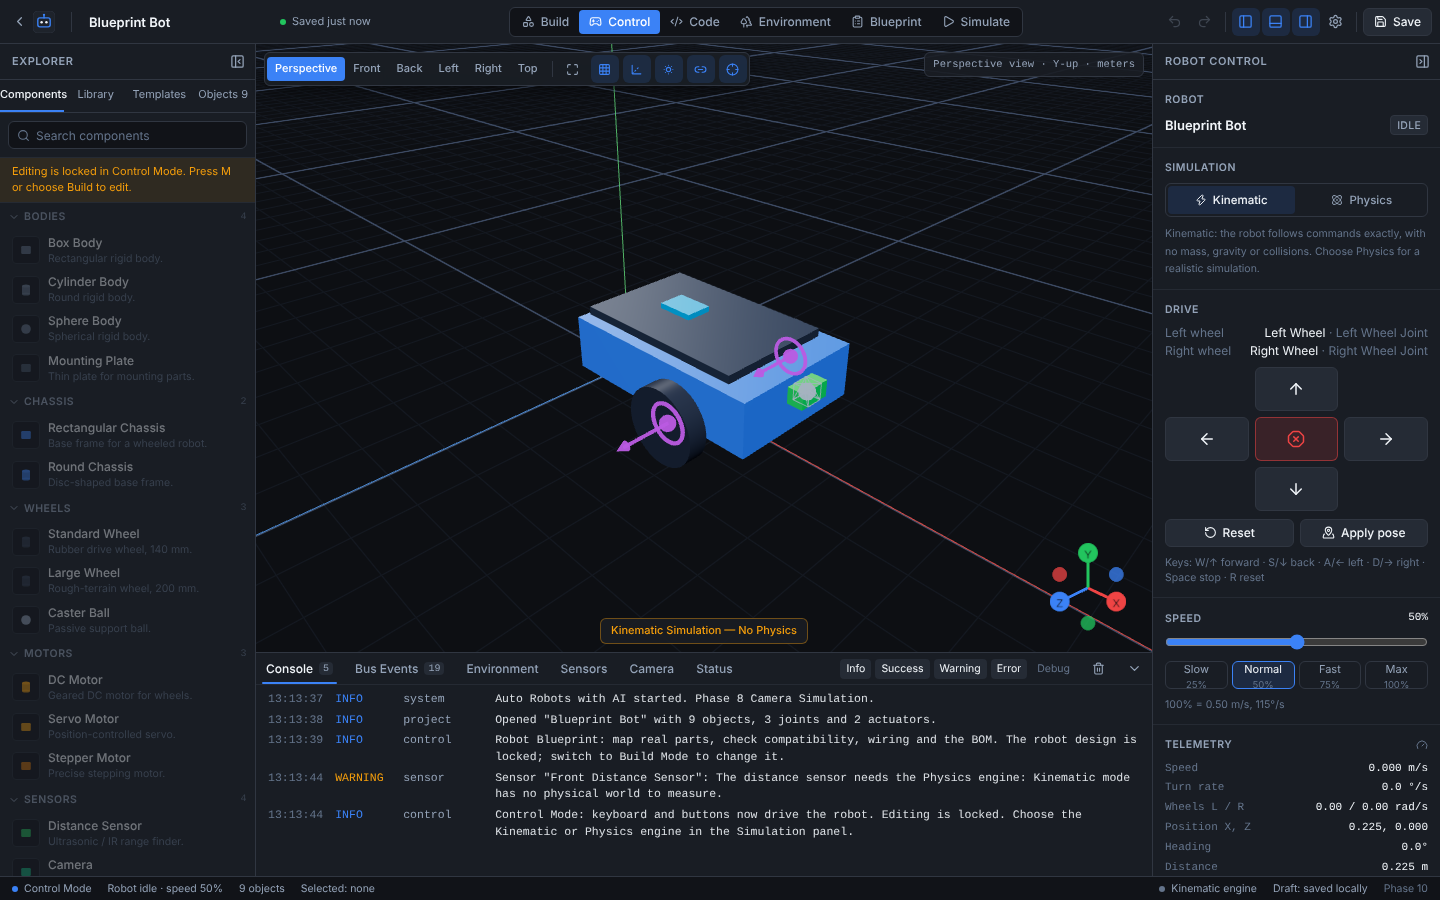 Blueprint Bot
Saved just now
Build
Control
Code
Environment
Blueprint
Simulate
Save
EXPLORER
Components
Library
Templates
Objects 9
Search components
Editing is locked in Control Mode. Press M
or choose Build to edit.
BODIES 4
Box Body
Rectangular rigid body.
Cylinder Body
Round rigid body.
Sphere Body
Spherical rigid body.
Mounting Plate
Thin plate for mounting parts.
CHASSIS 2
Rectangular Chassis
Base frame for a wheeled robot.
Round Chassis
Disc-shaped base frame.
WHEELS 3
Standard Wheel
Rubber drive wheel, 140 mm.
Large Wheel
Rough-terrain wheel, 200 mm.
Caster Ball
Passive support ball.
MOTORS 3
DC Motor
Geared DC motor for wheels.
Servo Motor
Position-controlled servo.
Stepper Motor
Precise stepping motor.
SENSORS 4
Distance Sensor
Ultrasonic / IR range finder.
Camera
Perspective
Front
Back
Left
Right
Top
Perspective view · Y-up · meters
Y
Z
X
Kinematic Simulation — No Physics
Console 5
Bus Events 19
Environment
Sensors
Camera
Status
Info
Success
Warning
Error
Debug
13:13:37 INFO system Auto Robots with AI started. Phase 8 Camera Simulation.
13:13:38 INFO project Opened "Blueprint Bot" with 9 objects, 3 joints and 2 actuators.
13:13:39 INFO control Robot Blueprint: map real parts, check compatibility, wiring and the BOM. The robot design is
locked; switch to Build Mode to change it.
13:13:44 WARNING sensor Sensor "Front Distance Sensor": The distance sensor needs the Physics engine: Kinematic mode
has no physical world to measure.
13:13:44 INFO control Control Mode: keyboard and buttons now drive the robot. Editing is locked. Choose the
Kinematic or Physics engine in the Simulation panel.
ROBOT CONTROL
ROBOT
Blueprint Bot IDLE
SIMULATION
Kinematic
Physics
Kinematic: the robot follows commands exactly, with
no mass, gravity or collisions. Choose Physics for a
realistic simulation.
DRIVE
Left wheel Left Wheel · Left Wheel Joint
Right wheel Right Wheel · Right Wheel Joint
Reset
Apply pose
Keys: W/↑ forward · S/↓ back · A/← left · D/→ right ·
Space stop · R reset
SPEED 50%
Slow
25%
Normal
50%
Fast
75%
Max
100%
100% = 0.50 m/s, 115°/s
TELEMETRY
Speed 0.000 m/s
Turn rate 0.0 °/s
Wheels L / R 0.00 / 0.00 rad/s
Position X, Z 0.225, 0.000
Heading 0.0°
Distance 0.225 m
Control Mode
Robot idle · speed 50%
9 objects
Selected: none
Kinematic engine
Draft: saved locally
Phase 10